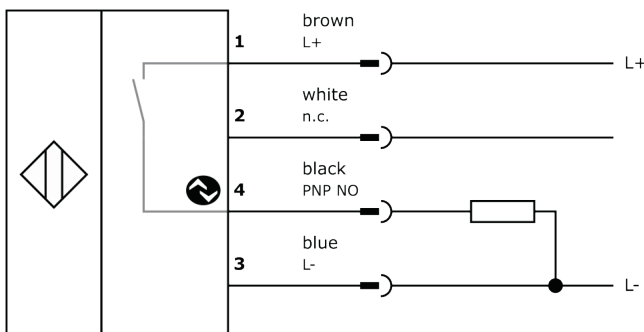 brown
1
L+
L+
white
2
n.c.
black
4
PNP NO
blue
3
L-
L-